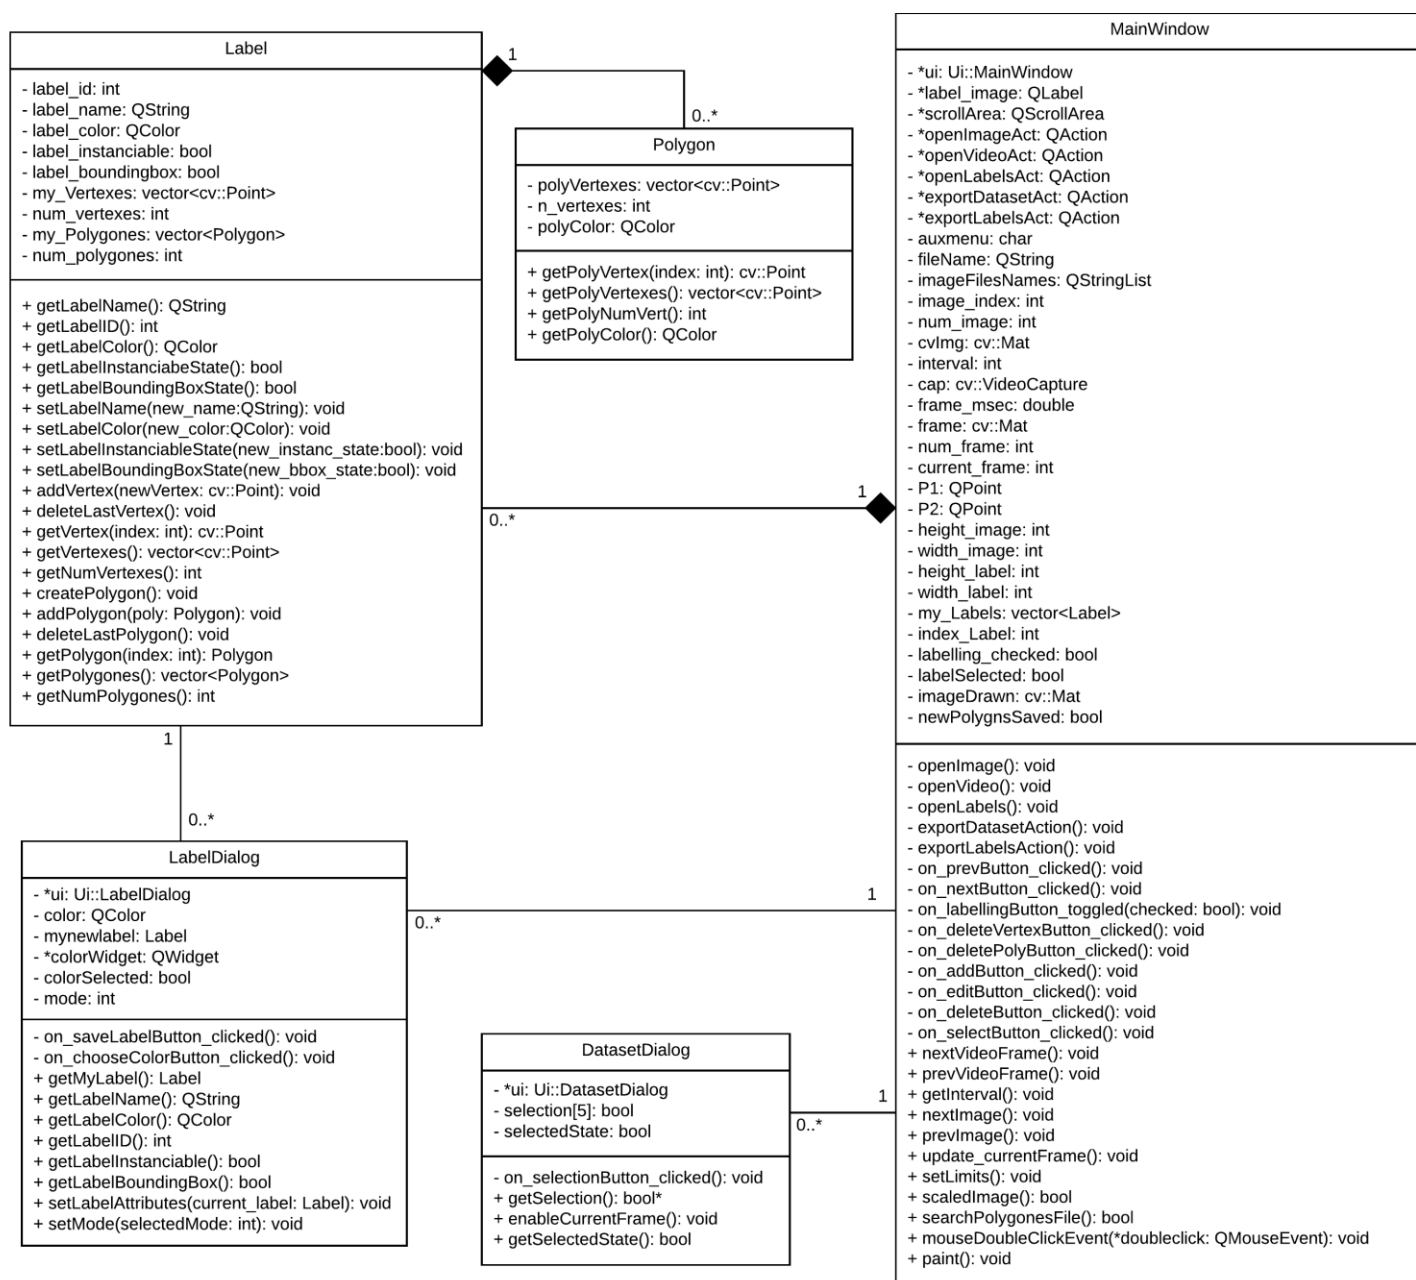 Label
- label_id: int
- label_name: QString
- label_color: QColor
- label_instanciable: bool
- label_boundingbox: bool
- my_Vertexes: vector<cv::Point>
- num_vertexes: int
- my_Polygones: vector<Polygon>
- num_polygones: int
+ getLabelName(): QString
+ getLabelID(): int
+ getLabelColor(): QColor
+ getLabelInstanciabeState(): bool
+ getLabelBoundingBoxState(): bool
+ setLabelName(new_name:QString): void
+ setLabelColor(new_color:QColor): void
+ setLabelInstanciableState(new_instanc_state:bool): void
+ setLabelBoundingBoxState(new_bbox_state:bool): void
+ addVertex(newVertex: cv::Point): void
+ deleteLastVertex(): void
+ getVertex(index: int): cv::Point
+ getVertexes(): vector<cv::Point>
+ getNumVertexes(): int
+ createPolygon(): void
+ addPolygon(poly: Polygon): void
+ deleteLastPolygon(): void
+ getPolygon(index: int): Polygon
+ getPolygones(): vector<Polygon>
+ getNumPolygones(): int
1
0..*
Polygon
- polyVertexes: vector<cv::Point>
- n_vertexes: int
- polyColor: QColor
+ getPolyVertex(index: int): cv::Point
+ getPolyVertexes(): vector<cv::Point>
+ getPolyNumVert(): int
+ getPolyColor(): QColor
1
0..*
MainWindow
- *ui: Ui::MainWindow
- *label_image: QLabel
- *scrollArea: QScrollArea
- *openImageAct: QAction
- *openVideoAct: QAction
- *openLabelsAct: QAction
- *exportDatasetAct: QAction
- *exportLabelsAct: QAction
- auxmenu: char
- fileName: QString
- imageFilesNames: QStringList
- image_index: int
- num_image: int
- cvImg: cv::Mat
- interval: int
- cap: cv::VideoCapture
- frame_msec: double
- frame: cv::Mat
- num_frame: int
- current_frame: int
- P1: QPoint
- P2: QPoint
- height_image: int
- width_image: int
- height_label: int
- width_label: int
- my_Labels: vector<Label>
- index_Label: int
- labelling_checked: bool
- labelSelected: bool
- imageDrawn: cv::Mat
- newPolygnsSaved: bool
- openImage(): void
- openVideo(): void
- openLabels(): void
- exportDatasetAction(): void
- exportLabelsAction(): void
- on_prevButton_clicked(): void
- on_nextButton_clicked(): void
- on_labellingButton_toggled(checked: bool): void
- on_deleteVertexButton_clicked(): void
- on_deletePolyButton_clicked(): void
- on_addButton_clicked(): void
- on_editButton_clicked(): void
- on_deleteButton_clicked(): void
- on_selectButton_clicked(): void
+ nextVideoFrame(): void
+ prevVideoFrame(): void
+ getInterval(): void
+ nextImage(): void
+ prevImage(): void
+ update_currentFrame(): void
+ setLimits(): void
+ scaledImage(): bool
+ searchPolygonesFile(): bool
+ mouseDoubleClickEvent(*doubleclick: QMouseEvent): void
+ paint(): void
1
0..*
LabelDialog
- *ui: Ui::LabelDialog
- color: QColor
- mynewlabel: Label
- *colorWidget: QWidget
- colorSelected: bool
- mode: int
- on_saveLabelButton_clicked(): void
- on_chooseColorButton_clicked(): void
+ getMyLabel(): Label
+ getLabelName(): QString
+ getLabelColor(): QColor
+ getLabelID(): int
+ getLabelInstanciable(): bool
+ getLabelBoundingBox(): bool
+ setLabelAttributes(current_label: Label): void
+ setMode(selectedMode: int): void
1
0..*
DatasetDialog
- *ui: Ui::DatasetDialog
- selection[5]: bool
- selectedState: bool
- on_selectionButton_clicked(): void
+ getSelection(): bool*
+ enableCurrentFrame(): void
+ getSelectedState(): bool
1
0..*